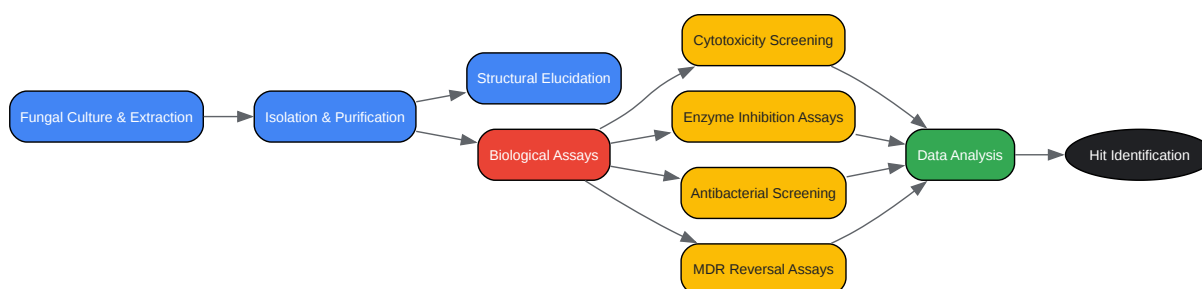 Fungal Culture & Extraction
Isolation & Purification
Structural Elucidation
Biological Assays
Cytotoxicity Screening
Enzyme Inhibition Assays
Antibacterial Screening
MDR Reversal Assays
Data Analysis
Hit Identification